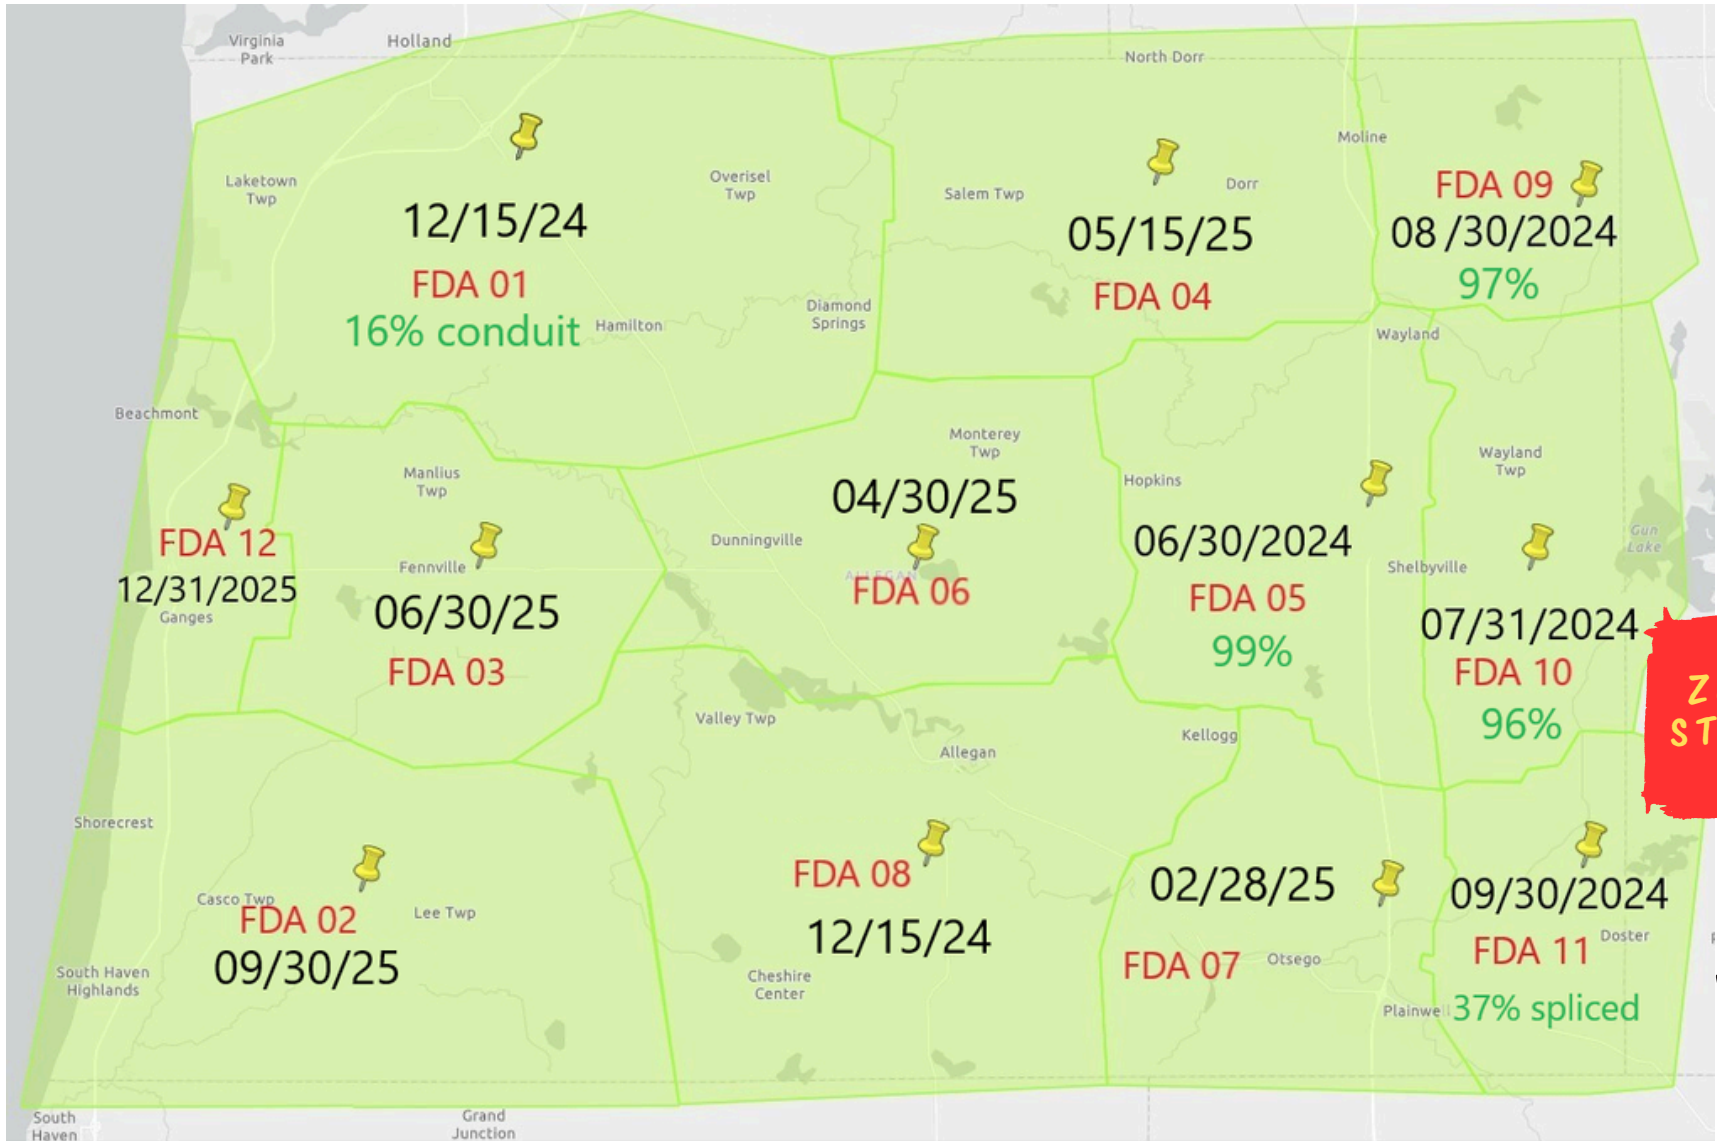 Virginia
Park
Holland
North Dorr
Moline
Laketown
Twp
Overisel
Twp
Salem Twp
Dorr
12/15/24
FDA 01
16% conduit
Hamilton
Diamond
Springs
05/15/25
FDA 04
FDA 09
08/30/2024
97%
Wayland
Beachmont
FDA 12
12/31/2025
Ganges
Manlius
Twp
Fennville
06/30/25
FDA 03
Monterey
Twp
04/30/25
Dunningville
ALLEGAN
FDA 06
Hopkins
06/30/2024
FDA 05
99%
Shelbyville
Wayland
Twp
Gun
Lake
07/31/2024
FDA 10
96%
Z
ST
Valley Twp
Allegan
Kellogg
Shorecrest
Casco Twp
FDA 02
Lee Twp
09/30/25
South Haven
Highlands
FDA 08
12/15/24
Cheshire
Center
02/28/25
FDA 07
Otsego
Plainwell
09/30/2024
FDA 11
Doster
37% spliced
South
Haven
Grand
Junction